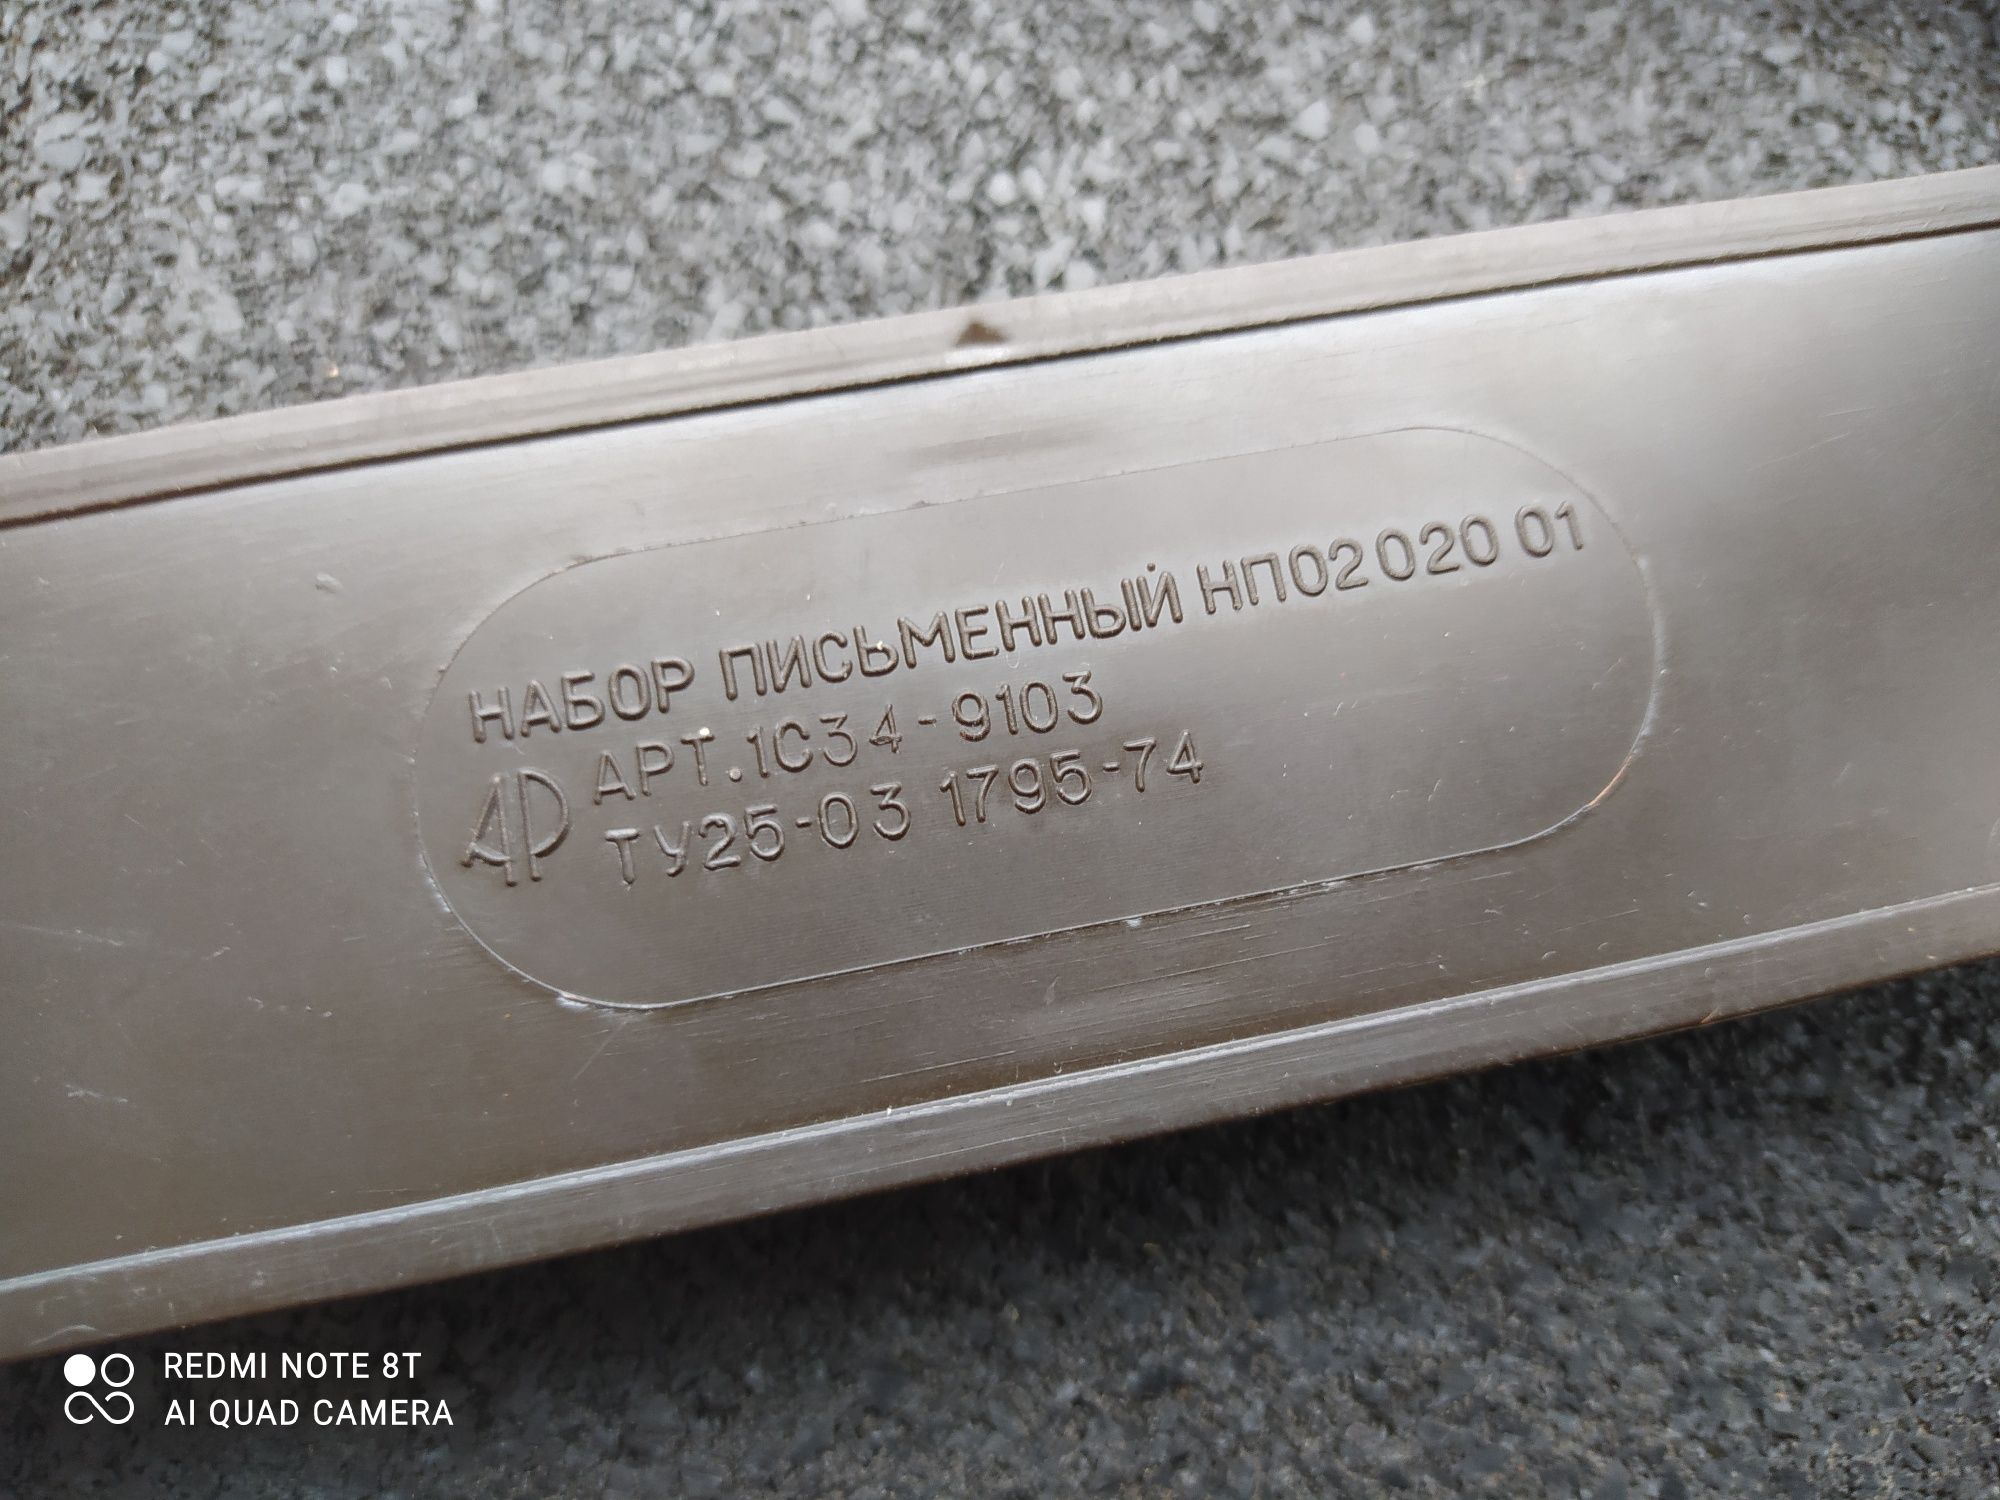 НАБОР ПИСЬМЕННЫЙ НП02 020 01
АРТ.1С34-9103
АР ТУ25-03 1795-74
REDMI NOTE 8T
AI QUAD CAMERA